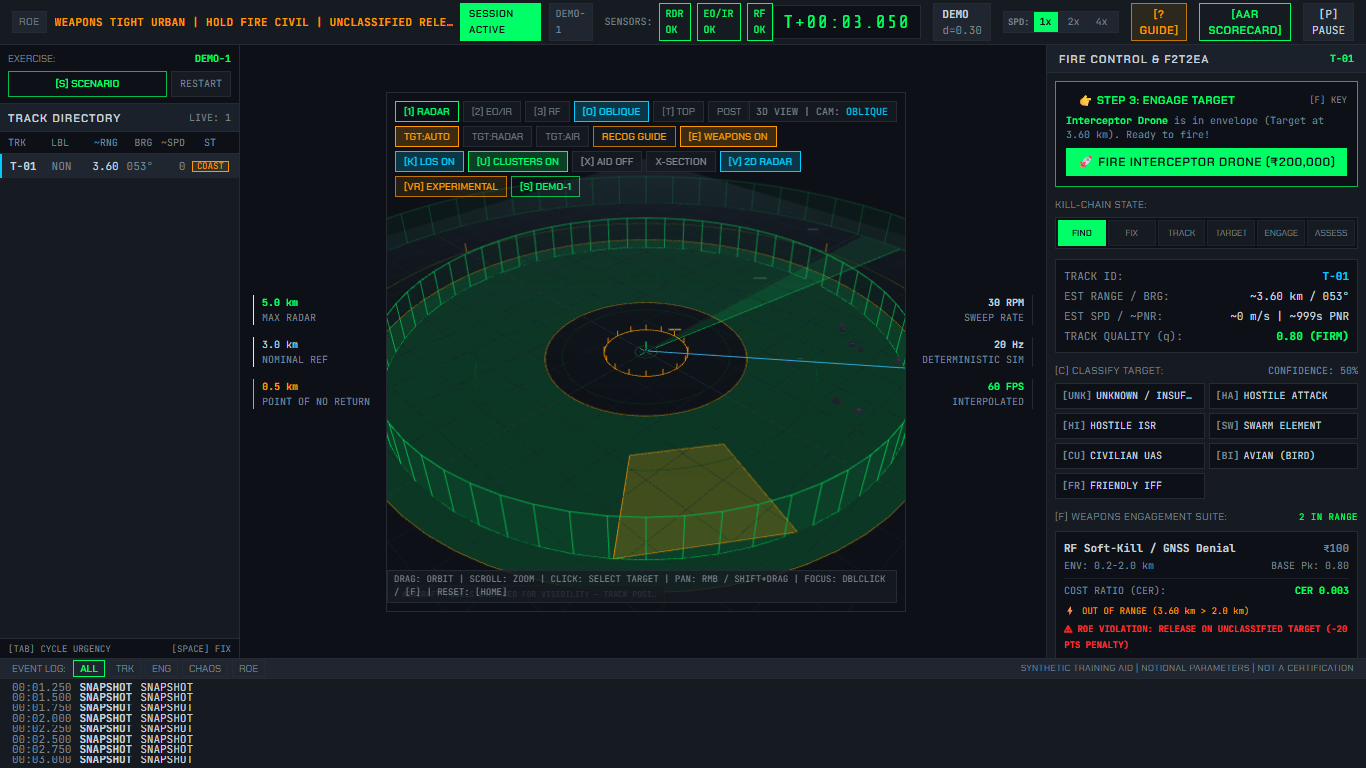 ROE
WEAPONS TIGHT URBAN | HOLD FIRE CIVIL | UNCLASSIFIED RELE…
SESSION ACTIVE
DEMO-1
SENSORS:
RDR OK
EO/IR OK
RF OK
T+00:03.050
DEMO
d=0.30
SPD: 1x 2x 4x
[? GUIDE]
[AAR SCORECARD]
[P] PAUSE
EXERCISE: DEMO-1
[S] SCENARIO
RESTART
TRACK DIRECTORY LIVE: 1
TRK LBL ~RNG BRG ~SPD ST
T-01 NON 3.60 053° 0 COAST
[TAB] CYCLE URGENCY [SPACE] FIX
[1] RADAR [2] EO/IR [3] RF [O] OBLIQUE [T] TOP POST 3D VIEW | CAM: OBLIQUE
TGT:AUTO TGT:RADAR TGT:AIR RECOG GUIDE [E] WEAPONS ON
[K] LOS ON [U] CLUSTERS ON [X] AID OFF X-SECTION [V] 2D RADAR
[VR] EXPERIMENTAL [S] DEMO-1
5.0 km
MAX RADAR
3.0 km
NOMINAL REF
0.5 km
POINT OF NO RETURN
30 RPM
SWEEP RATE
20 Hz
DETERMINISTIC SIM
60 FPS
INTERPOLATED
DRAG: ORBIT | SCROLL: ZOOM | CLICK: SELECT TARGET | PAN: RMB / SHIFT+DRAG | FOCUS: DBLCLICK
/ [F] | RESET: [HOME]
FIRE CONTROL & F2T2EA T-01
👉 STEP 3: ENGAGE TARGET [F] KEY
Interceptor Drone is in envelope (Target at
3.60 km). Ready to fire!
🚀 FIRE INTERCEPTOR DRONE (₹200,000)
KILL-CHAIN STATE:
FIND FIX TRACK TARGET ENGAGE ASSESS
TRACK ID: T-01
EST RANGE / BRG: ~3.60 km / 053°
EST SPD / ~PNR: ~0 m/s | ~999s PNR
TRACK QUALITY (q): 0.80 (FIRM)
[C] CLASSIFY TARGET: CONFIDENCE: 50%
[UNK] UNKNOWN / INSUF… [HA] HOSTILE ATTACK
[HI] HOSTILE ISR [SW] SWARM ELEMENT
[CU] CIVILIAN UAS [BI] AVIAN (BIRD)
[FR] FRIENDLY IFF
[F] WEAPONS ENGAGEMENT SUITE: 2 IN RANGE
RF Soft-Kill / GNSS Denial ₹100
ENV: 0.2-2.0 km BASE Pk: 0.80
COST RATIO (CER): CER 0.003
⚡ OUT OF RANGE (3.60 km > 2.0 km)
⚠ ROE VIOLATION: RELEASE ON UNCLASSIFIED TARGET (-20
PTS PENALTY)
EVENT LOG: ALL TRK ENG CHAOS ROE
SYNTHETIC TRAINING AID | NOTIONAL PARAMETERS | NOT A CERTIFICATION
00:01.250 SNAPSHOT SNAPSHOT
00:01.500 SNAPSHOT SNAPSHOT
00:01.750 SNAPSHOT SNAPSHOT
00:02.000 SNAPSHOT SNAPSHOT
00:02.250 SNAPSHOT SNAPSHOT
00:02.500 SNAPSHOT SNAPSHOT
00:02.750 SNAPSHOT SNAPSHOT
00:03.000 SNAPSHOT SNAPSHOT